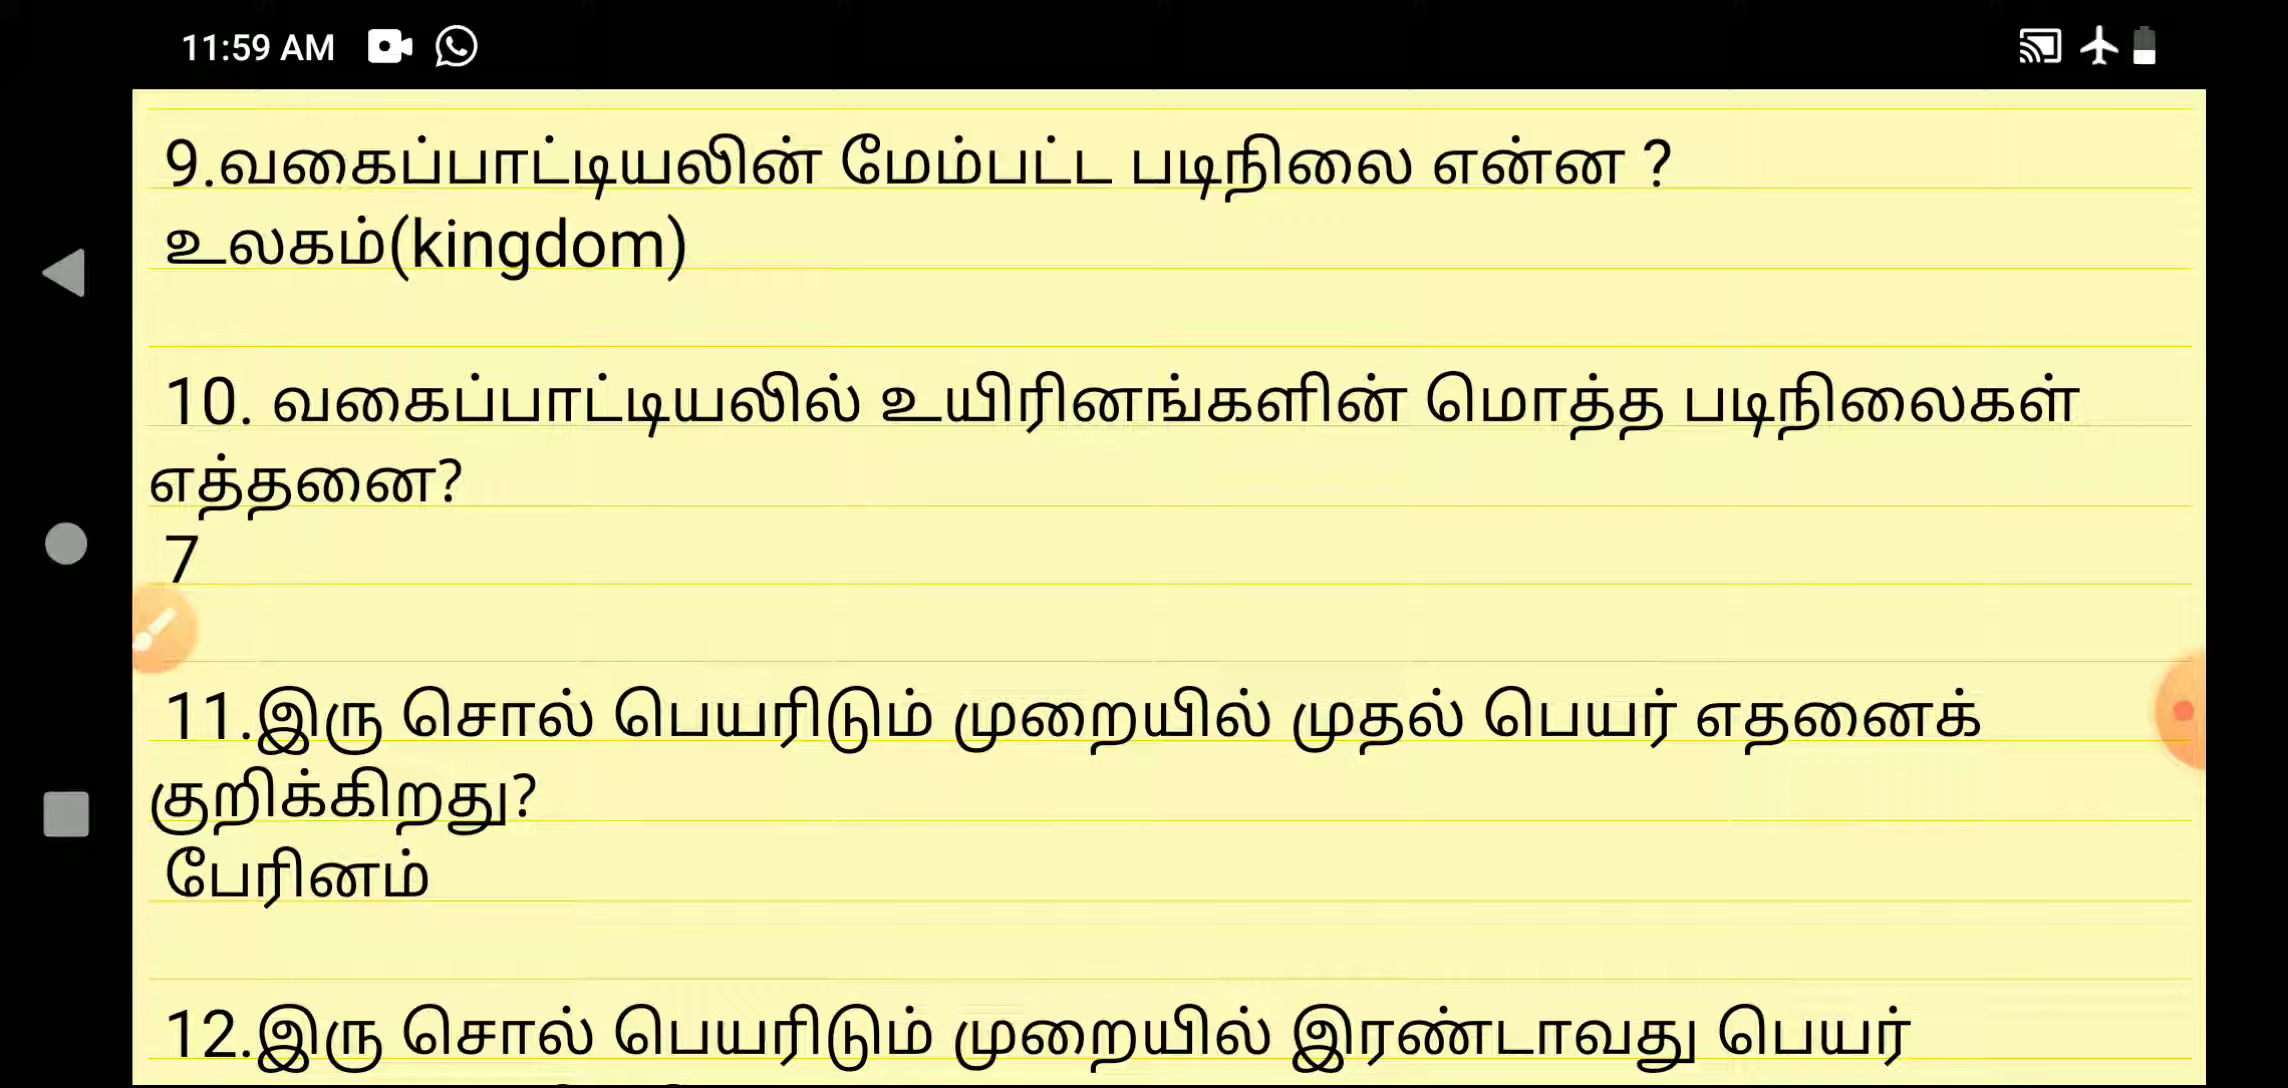 11:59 AM
9.வகைப்பாட்டியலின் மேம்பட்ட படிநிலை என்ன ?
உலகம்(kingdom)
10. வகைப்பாட்டியலில் உயிரினங்களின் மொத்த படிநிலைகள்
எத்தனை?
7
11.இரு சொல் பெயரிடும் முறையில் முதல் பெயர் எதனைக்
குறிக்கிறது?
பேரினம்
12.இரு சொல் பெயரிடும் முறையில் இரண்டாவது பெயர்